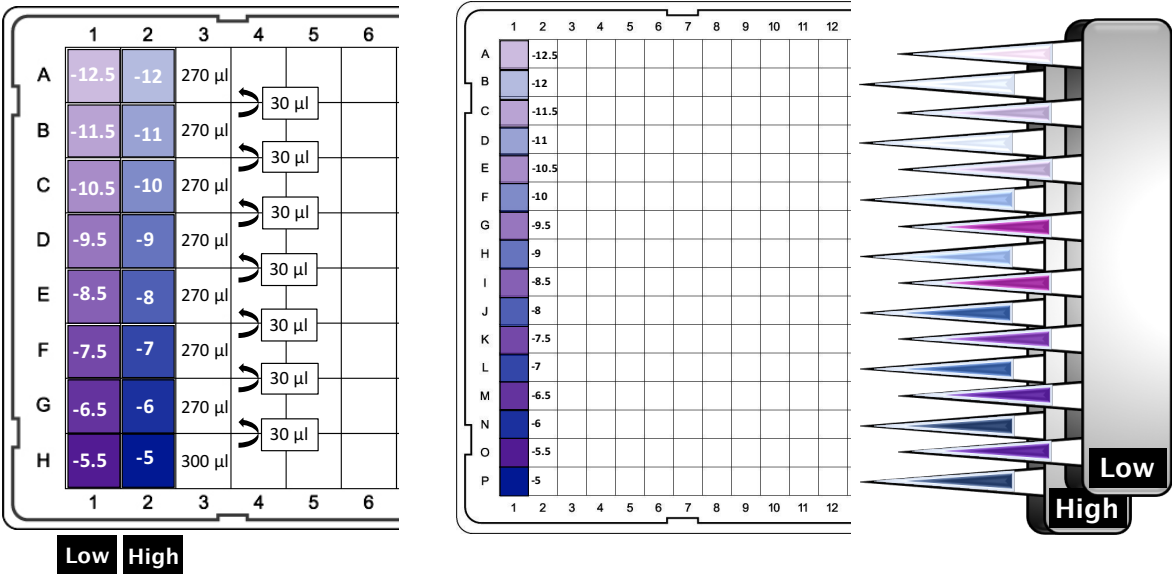 1 2 3 4 5 6
A -12.5 -12 270 µl
30 µl
B -11.5 -11 270 µl
30 µl
C -10.5 -10 270 µl
30 µl
D -9.5 -9 270 µl
30 µl
E -8.5 -8 270 µl
30 µl
F -7.5 -7 270 µl
30 µl
G -6.5 -6 270 µl
30 µl
H -5.5 -5 300 µl
1 2 3 4 5 6
Low High
1 2 3 4 5 6 7 8 9 10 11 12
A -12.5
B -12
C -11.5
D -11
E -10.5
F -10
G -9.5
H -9
I -8.5
J -8
K -7.5
L -7
M -6.5
N -6
O -5.5
P -5
1 2 3 4 5 6 7 8 9 10 11 12
Low
High